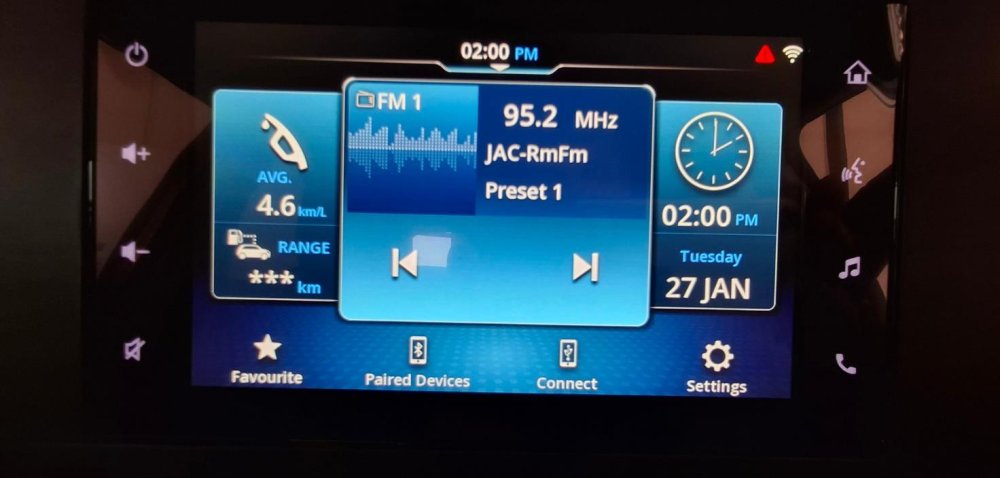 02:00 PM
FM 1
95.2 MHz
JAC-RmFm
Preset 1
AVG.
4.6 km/L
RANGE
*** km
02:00 PM
Tuesday
27 JAN
Favourite
Paired Devices
Connect
Settings